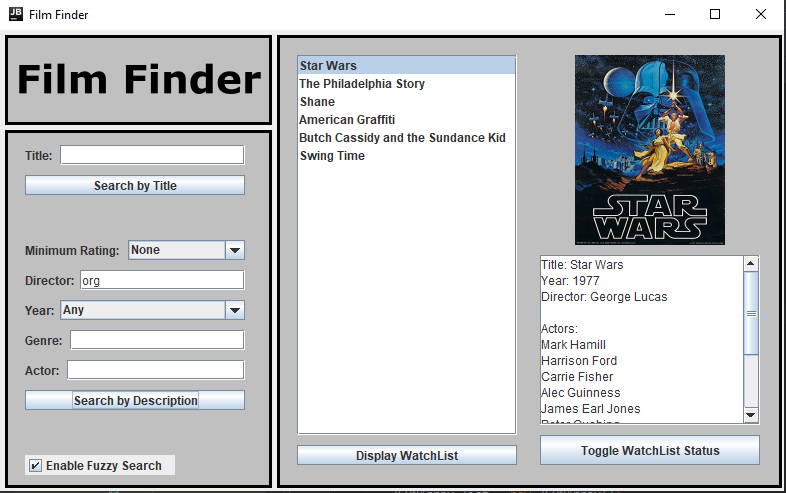 JB
Film Finder
Film Finder
Title:
Search by Title
Minimum Rating: None
Director: org
Year: Any
Genre:
Actor:
Search by Description
Enable Fuzzy Search
Star Wars
The Philadelphia Story
Shane
American Graffiti
Butch Cassidy and the Sundance Kid
Swing Time
Display WatchList
STAR
WARS
Title: Star Wars
Year: 1977
Director: George Lucas
Actors:
Mark Hamill
Harrison Ford
Carrie Fisher
Alec Guinness
James Earl Jones
Peter Cushing
Toggle WatchList Status